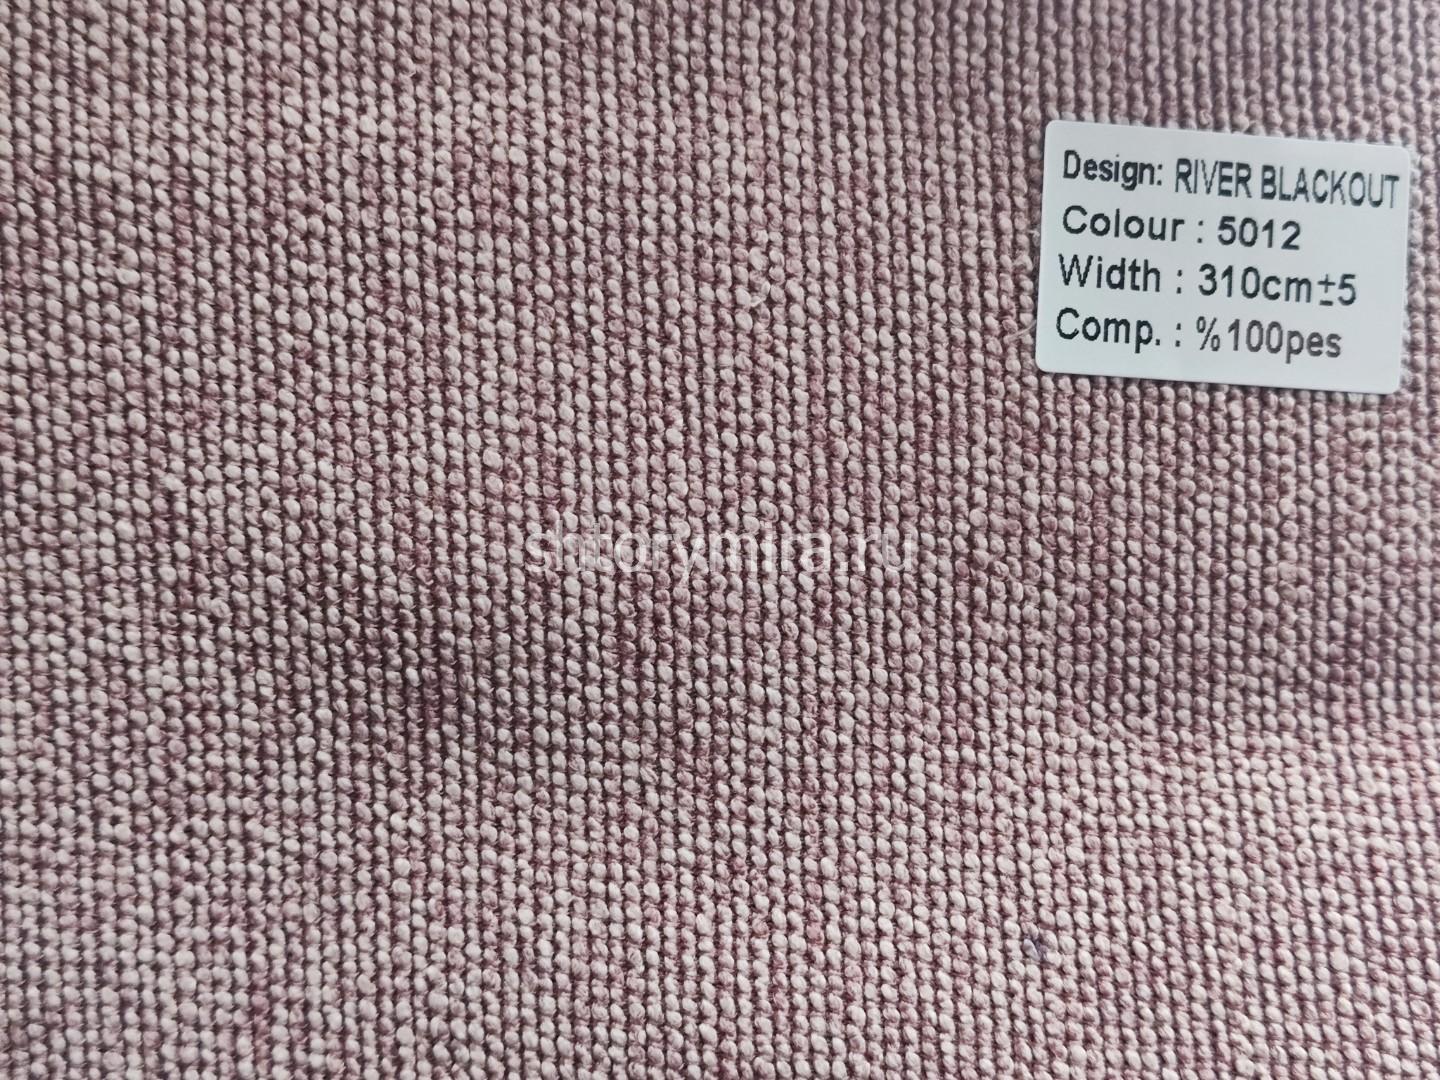 Design: RIVER BLACKOUT
Colour : 5012
Width : 310cm±5
Comp. : %100pes
shtorymira.ru